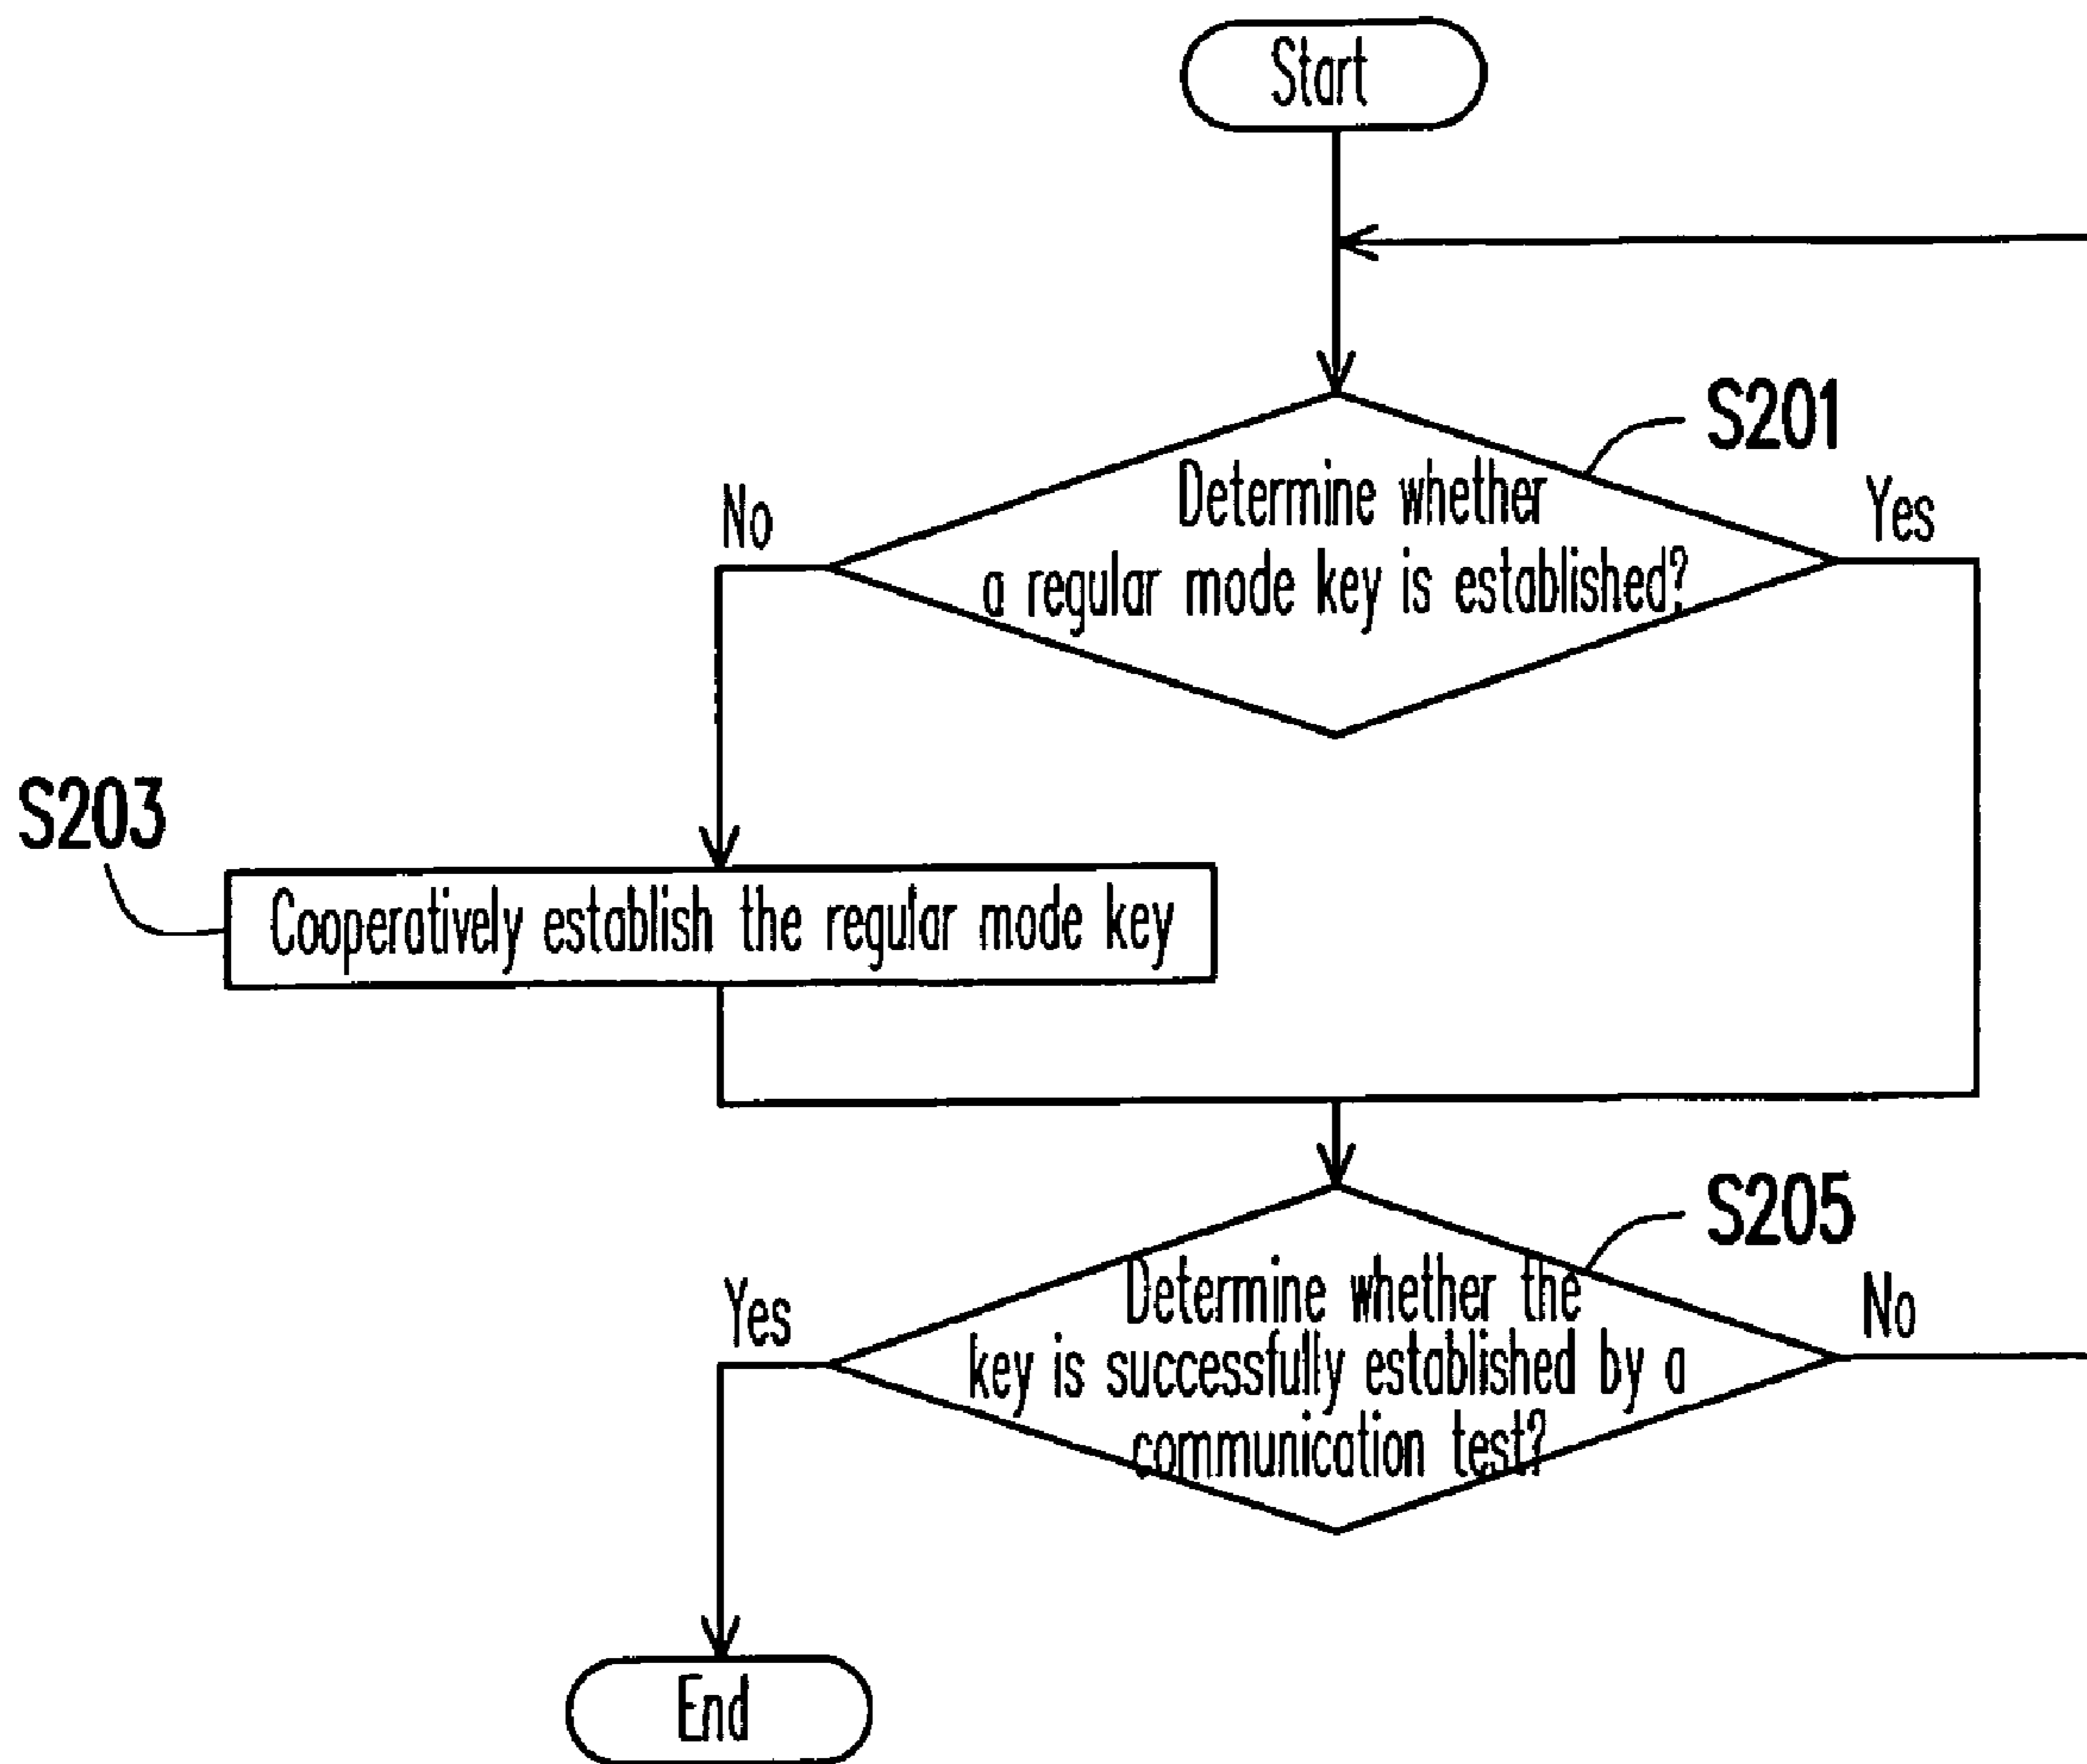 Start
S201
Determine whether
No
Yes
a regular mode key is established?
S203
Cooperatively establish the regular mode key
S205
Determine whether the
Yes
No
key is successfully established by a
communication test?
End